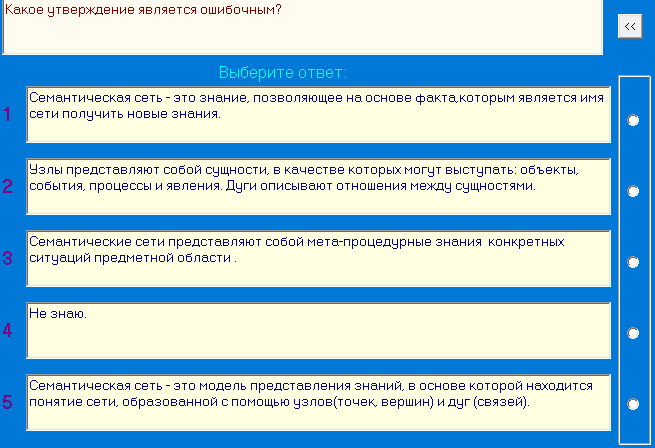 Какое утверждение является ошибочным?
<<
Выберите ответ:
1
Семантическая сеть - это знание, позволяющее на основе факта,которым является имя
сети получить новые знания.
2
Узлы представляют собой сущности, в качестве которых могут выступать: объекты,
события, процессы и явления. Дуги описывают отношения между сущностями.
3
Семантические сети представляют собой мета-процедурные знания конкретных
ситуаций предметной области .
4
Не знаю.
5
Семантическая сеть - это модель представления знаний, в основе которой находится
понятие сети, образованной с помощью узлов(точек, вершин) и дуг (связей).